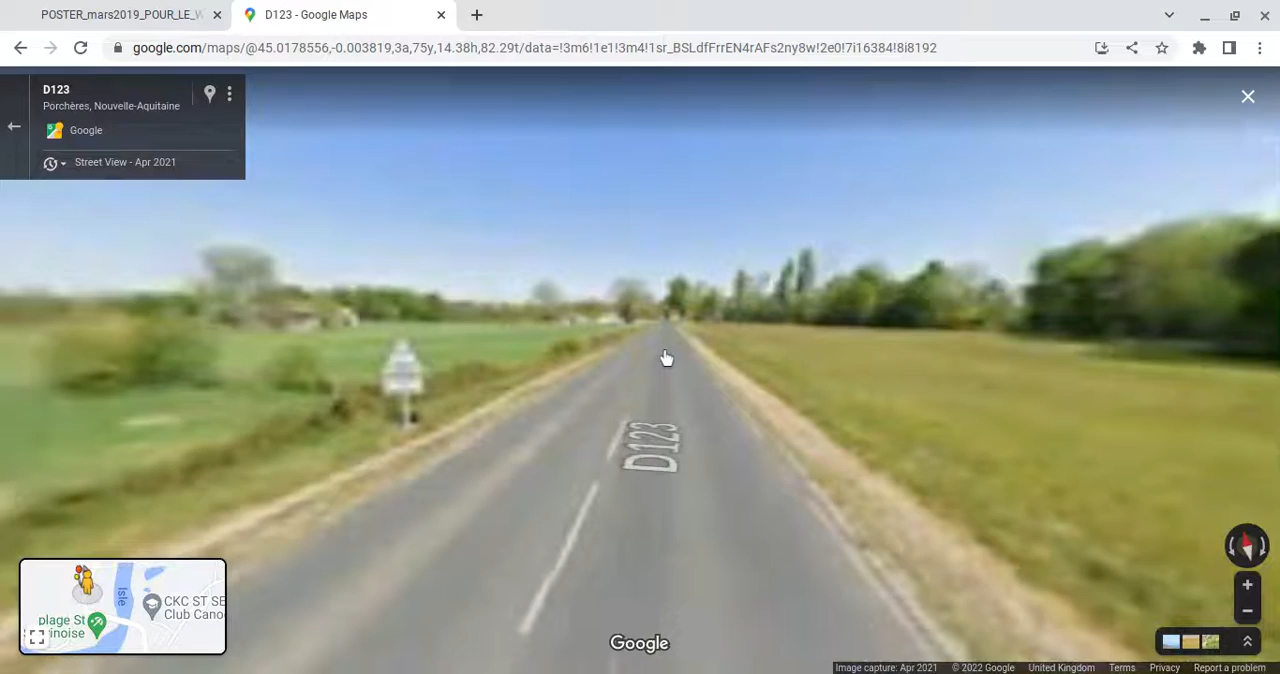 POSTER_mars2019_POUR_LE_W
D123 - Google Maps
google.com/maps/@45.0178556,-0.003819,3a,75y,14.38h,82.29t/data=!3m6!1e1!3m4!1sr_BSLdfFrrEN4rAFs2ny8w!2e0!7i16384!8i8192
D123
Porchères, Nouvelle-Aquitaine
Google
Street View - Apr 2021
D123
Isle
CKC ST SE
Club Cano
plage St
inoise
Google
Image capture: Apr 2021 © 2022 Google United Kingdom Terms Privacy Report a problem